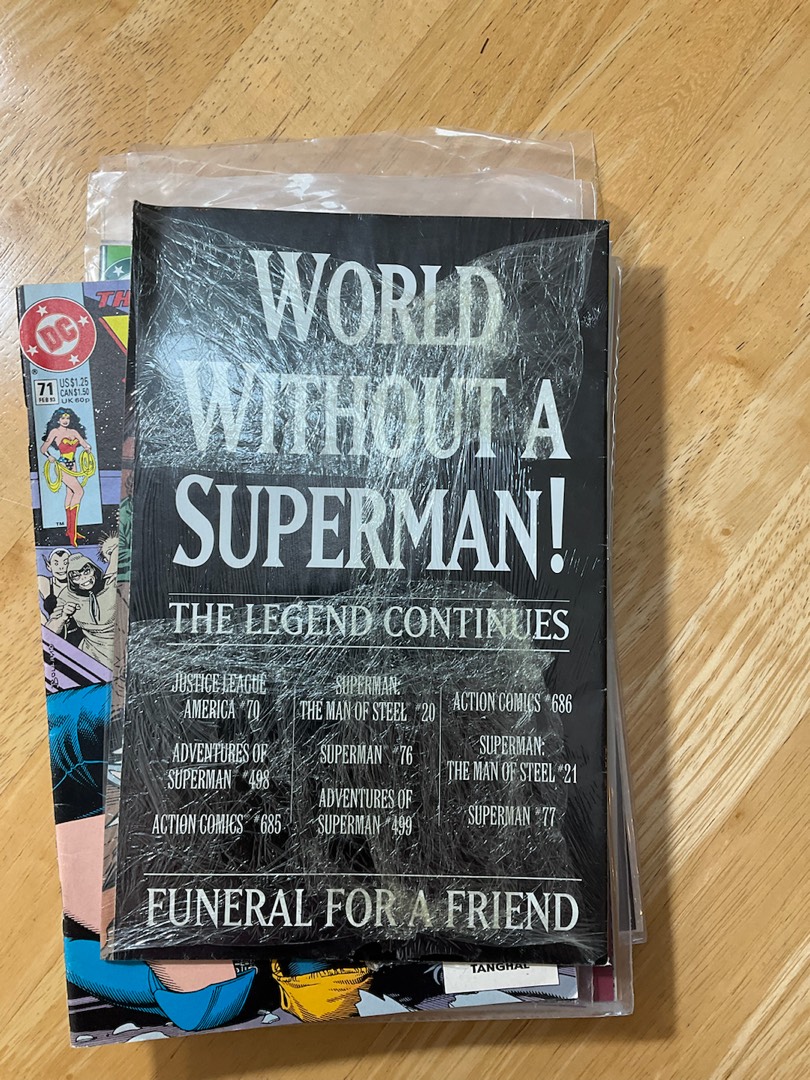 WORLD
WITHOUT A
SUPERMAN!
THE LEGEND CONTINUES
JUSTICE LEAGUE
AMERICA #70
ADVENTURES OF
SUPERMAN #498
ACTION COMICS #685
SUPERMAN:
THE MAN OF STEEL #20
SUPERMAN #76
ADVENTURES OF
SUPERMAN #499
ACTION COMICS #686
SUPERMAN:
THE MAN OF STEEL #21
SUPERMAN #77
FUNERAL FOR A FRIEND
DC
®
71
FEB 93
US $1.25
CAN $1.50
UK 60p
TM
TH
TANGHAL